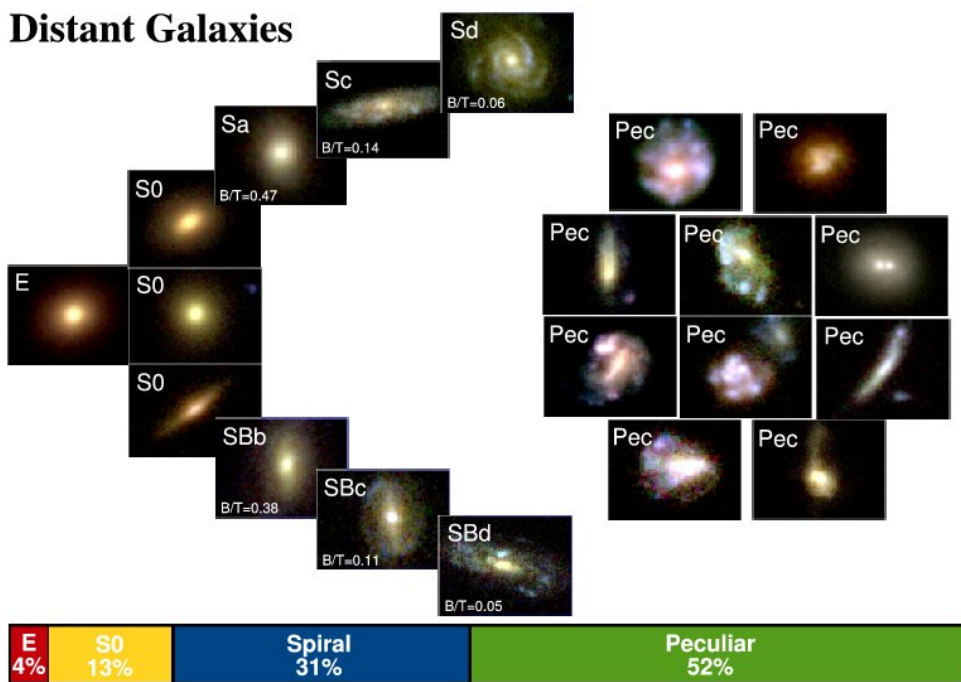 Distant Galaxies
Sd
B/T=0.06
Sc
B/T=0.14
Sa
B/T=0.47
S0
E
S0
S0
SBb
B/T=0.38
SBc
B/T=0.11
SBd
B/T=0.05
Pec
Pec
Pec
Pec
Pec
Pec
Pec
Pec
Pec
E
4%
S0
13%
Spiral
31%
Peculiar
52%